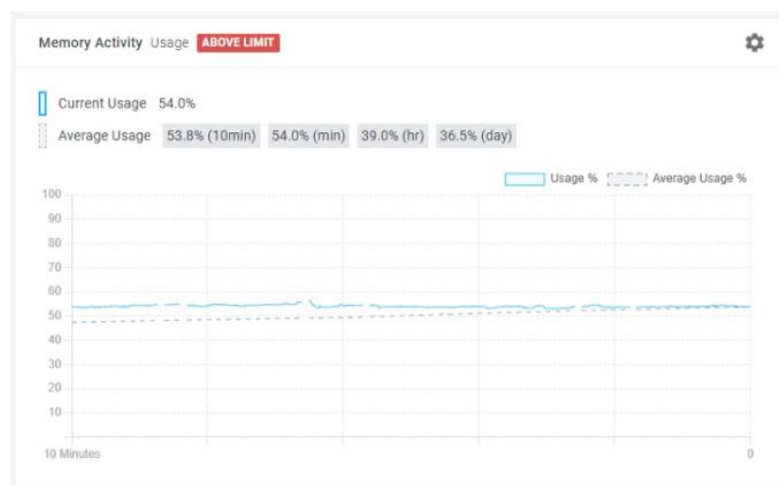 Memory Activity Usage ABOVE LIMIT
Current Usage 54.0%
Average Usage 53.8% (10min) 54.0% (min) 39.0% (hr) 36.5% (day)
Usage % Average Usage %
100
90
80
70
60
50
40
30
20
10
10 Minutes 0